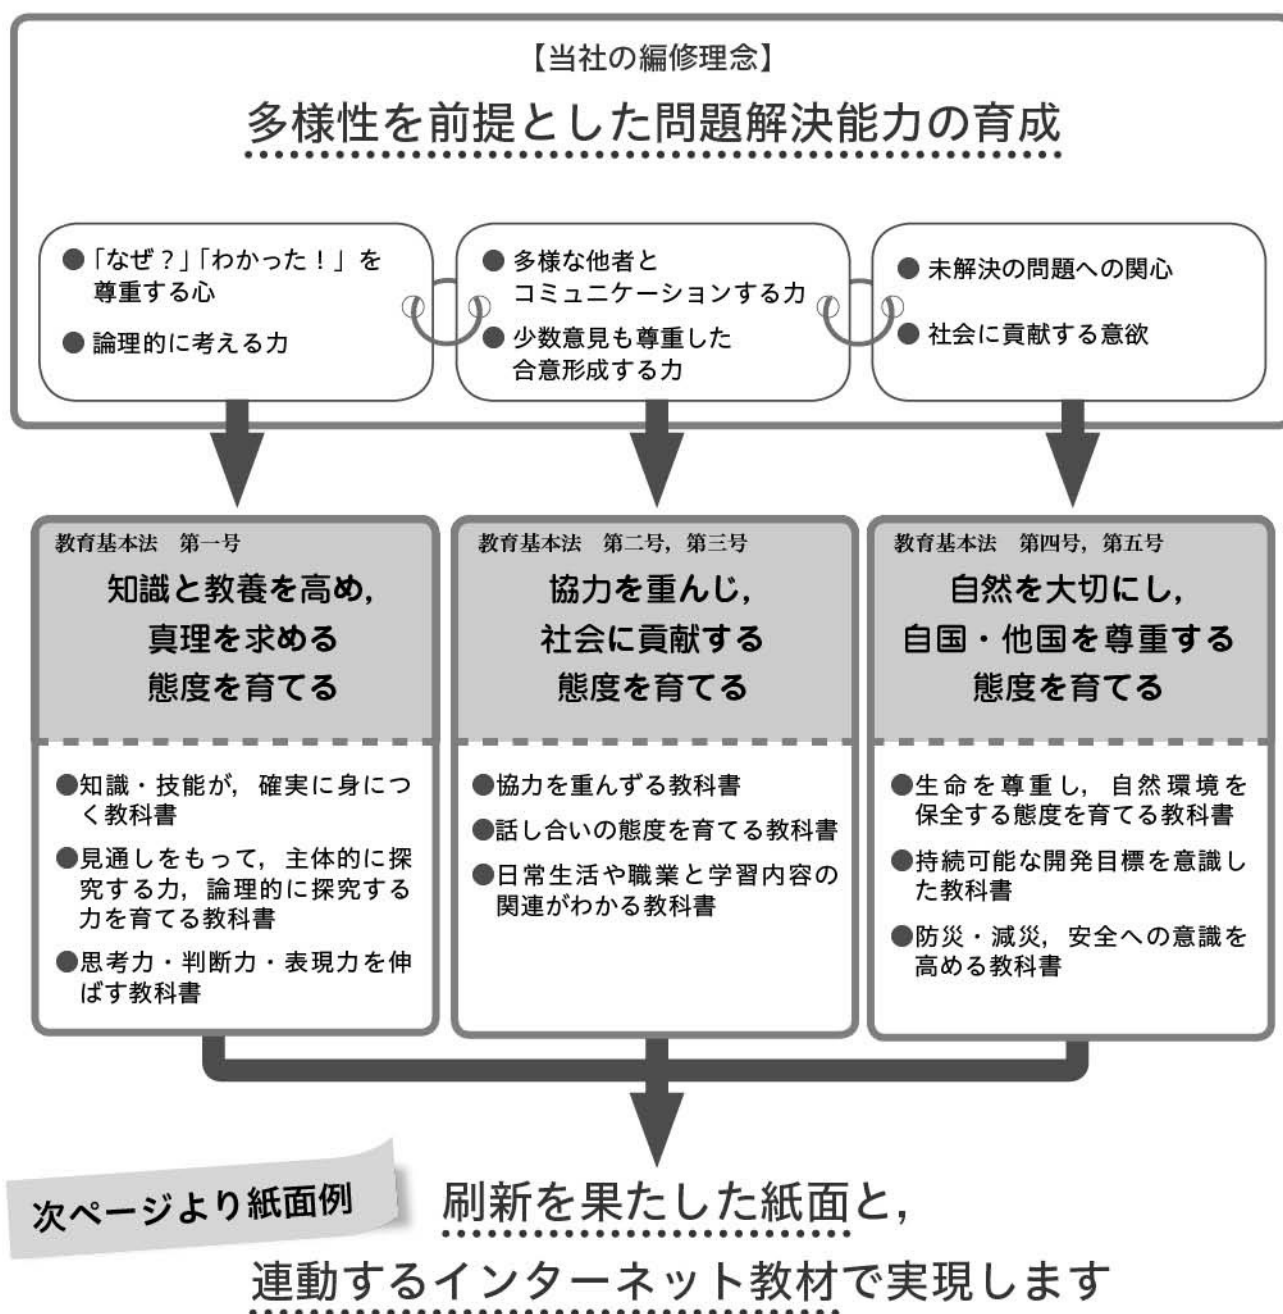 【当社の編修理念】
多様性を前提とした問題解決能力の育成
●「なぜ？」「わかった！」を
尊重する心
●論理的に考える力
●多様な他者と
コミュニケーションする力
●少数意見も尊重した
合意形成する力
●未解決の問題への関心
●社会に貢献する意欲
教育基本法　第一号
知識と教養を高め，
真理を求める
態度を育てる
●知識・技能が，確実に身につ
く教科書
●見通しをもって，主体的に探
究する力，論理的に探究する
力を育てる教科書
●思考力・判断力・表現力を伸
ばす教科書
教育基本法　第二号，第三号
協力を重んじ，
社会に貢献する
態度を育てる
●協力を重んずる教科書
●話し合いの態度を育てる教科書
●日常生活や職業と学習内容の
関連がわかる教科書
教育基本法　第四号，第五号
自然を大切にし，
自国・他国を尊重する
態度を育てる
●生命を尊重し，自然環境を
保全する態度を育てる教科書
●持続可能な開発目標を意識し
た教科書
●防災・減災，安全への意識を
高める教科書
次ページより紙面例
刷新を果たした紙面と，
連動するインターネット教材で実現します